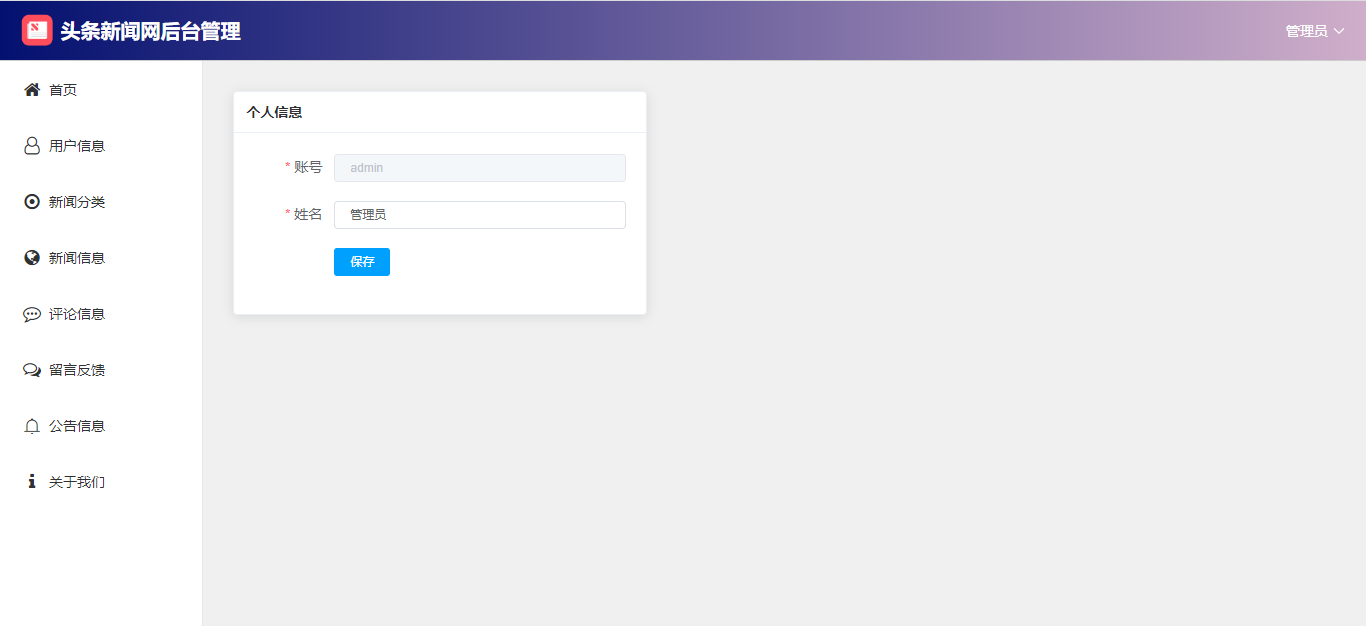 头条新闻网后台管理
管理员
首页
用户信息
新闻分类
新闻信息
评论信息
留言反馈
公告信息
关于我们
个人信息
* 账号 admin
* 姓名 管理员
保存